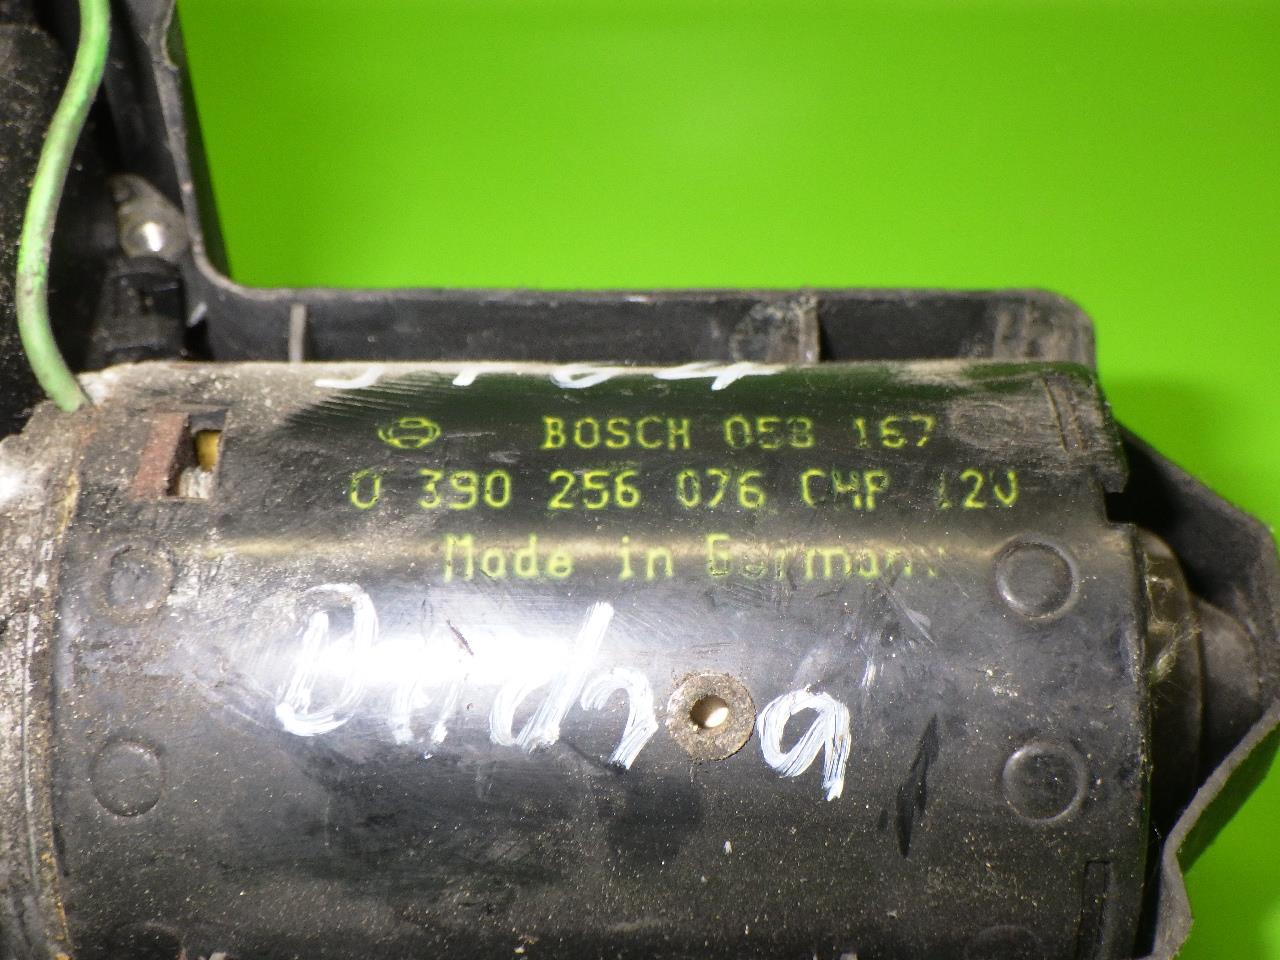 BOSCH 058 167
0 390 256 076 CHP 12V
Made in Germany